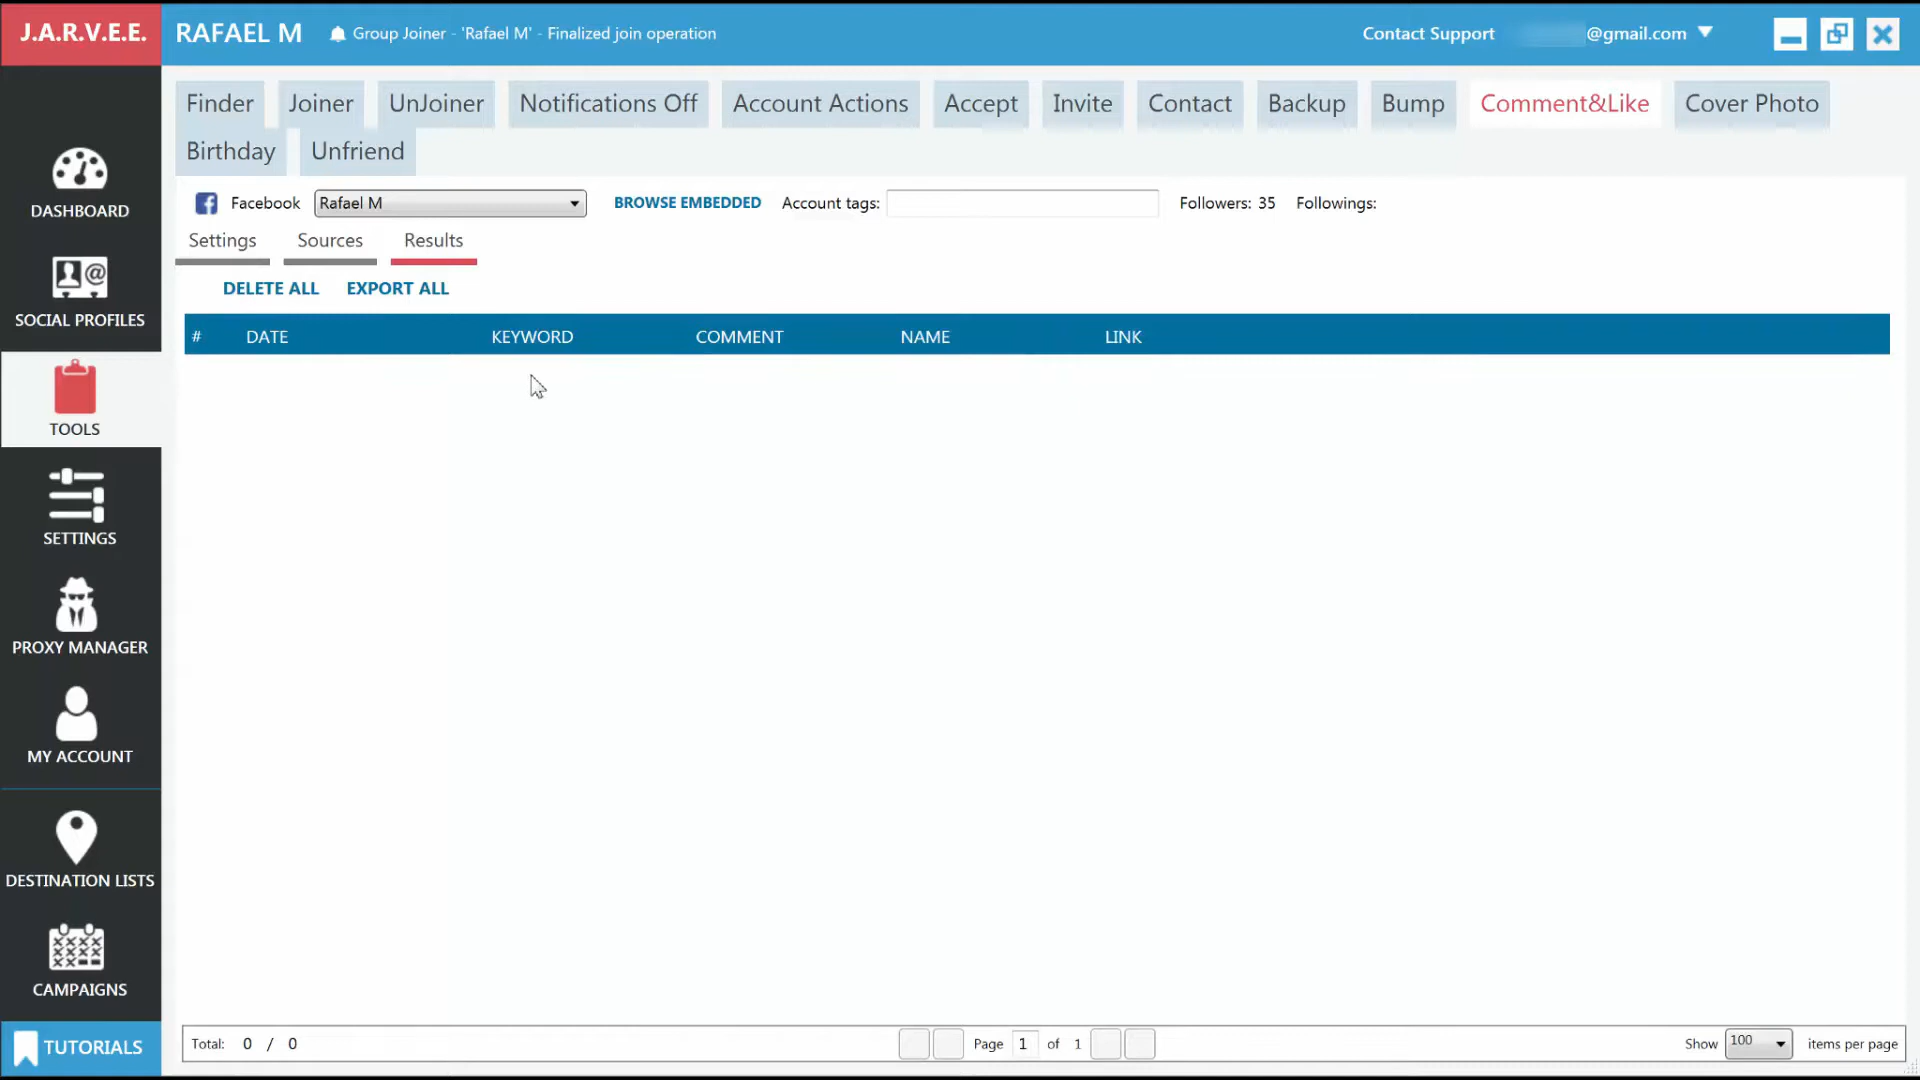 J.A.R.V.E.E. RAFAEL M Group Joiner - 'Rafael M' - Finalized join operation Contact Support @gmail.com
Finder Joiner UnJoiner Notifications Off Account Actions Accept Invite Contact Backup Bump Comment&Like Cover Photo
Birthday Unfriend
Facebook Rafael M BROWSE EMBEDDED Account tags: Followers: 35 Followings:
Settings Sources Results
DELETE ALL EXPORT ALL
# DATE KEYWORD COMMENT NAME LINK
DASHBOARD
SOCIAL PROFILES
TOOLS
SETTINGS
PROXY MANAGER
MY ACCOUNT
DESTINATION LISTS
CAMPAIGNS
TUTORIALS
Total: 0 / 0 Page 1 of 1 Show 100 items per page